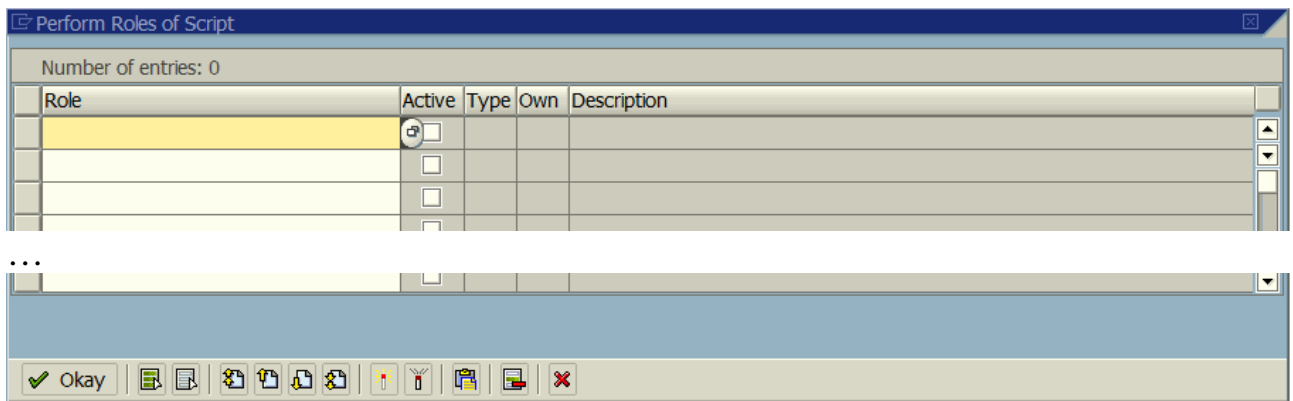 Perform Roles of Script
Number of entries: 0
Role Active Type Own Description
...
Okay